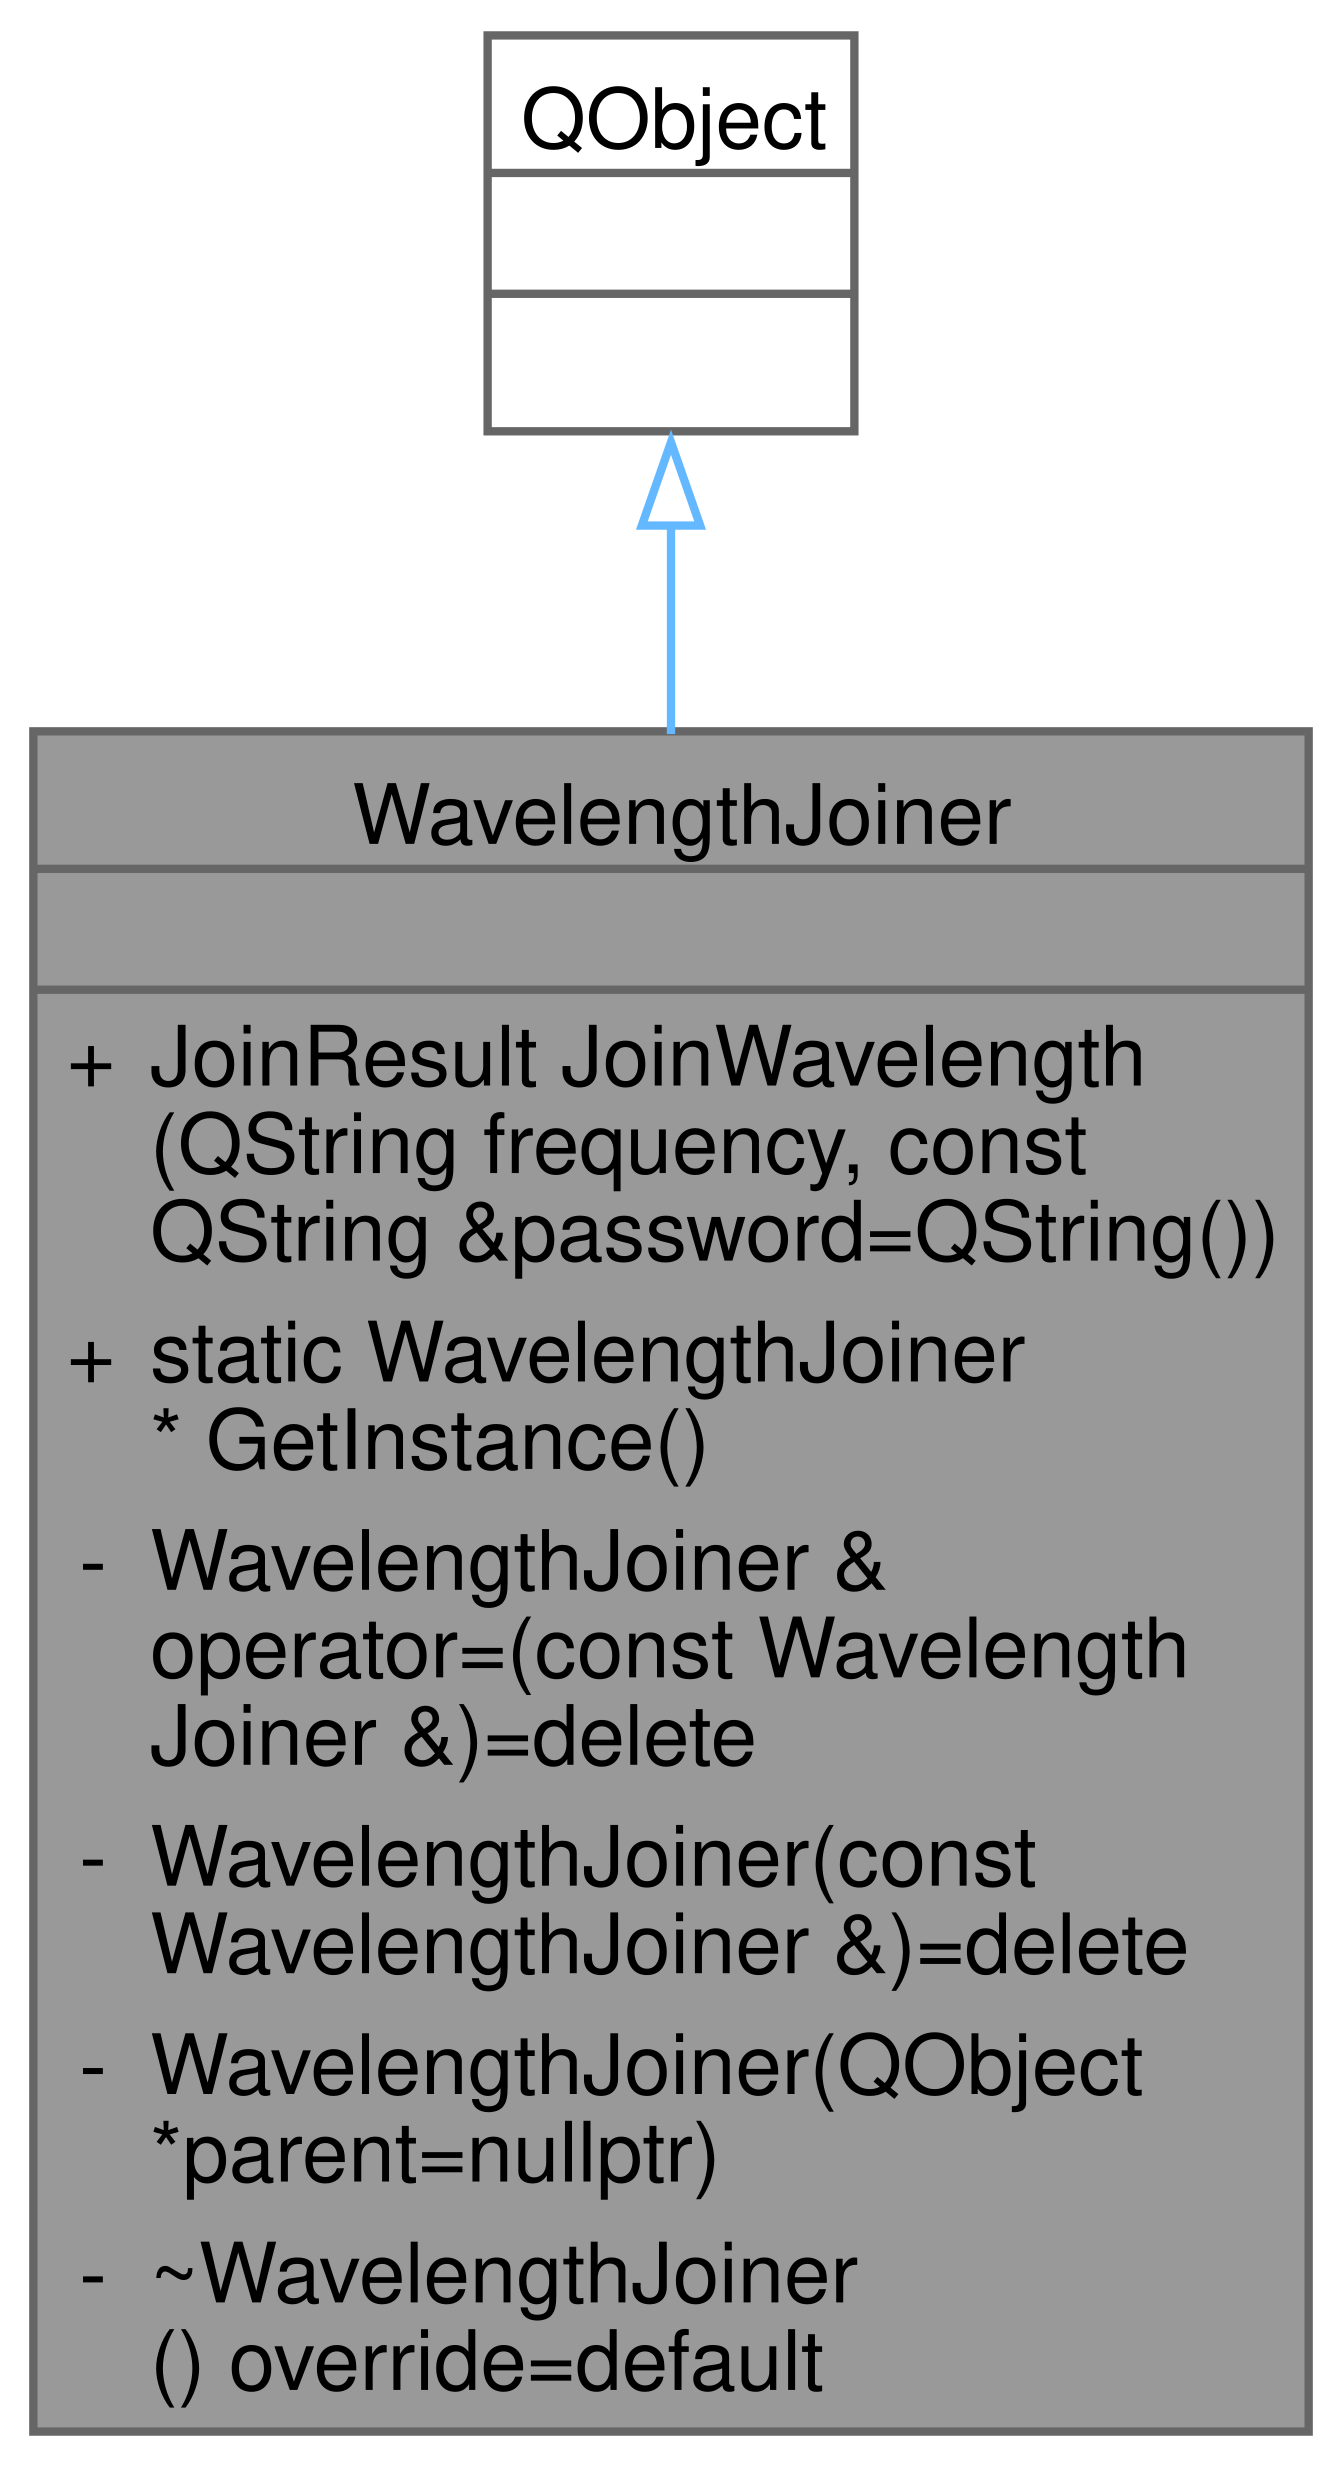 QObject
WavelengthJoiner
+ JoinResult JoinWavelength
(QString frequency, const
QString &password=QString())
+ static WavelengthJoiner
* GetInstance()
- WavelengthJoiner &
operator=(const Wavelength
Joiner &)=delete
- WavelengthJoiner(const
WavelengthJoiner &)=delete
- WavelengthJoiner(QObject
*parent=nullptr)
- ~WavelengthJoiner
() override=default